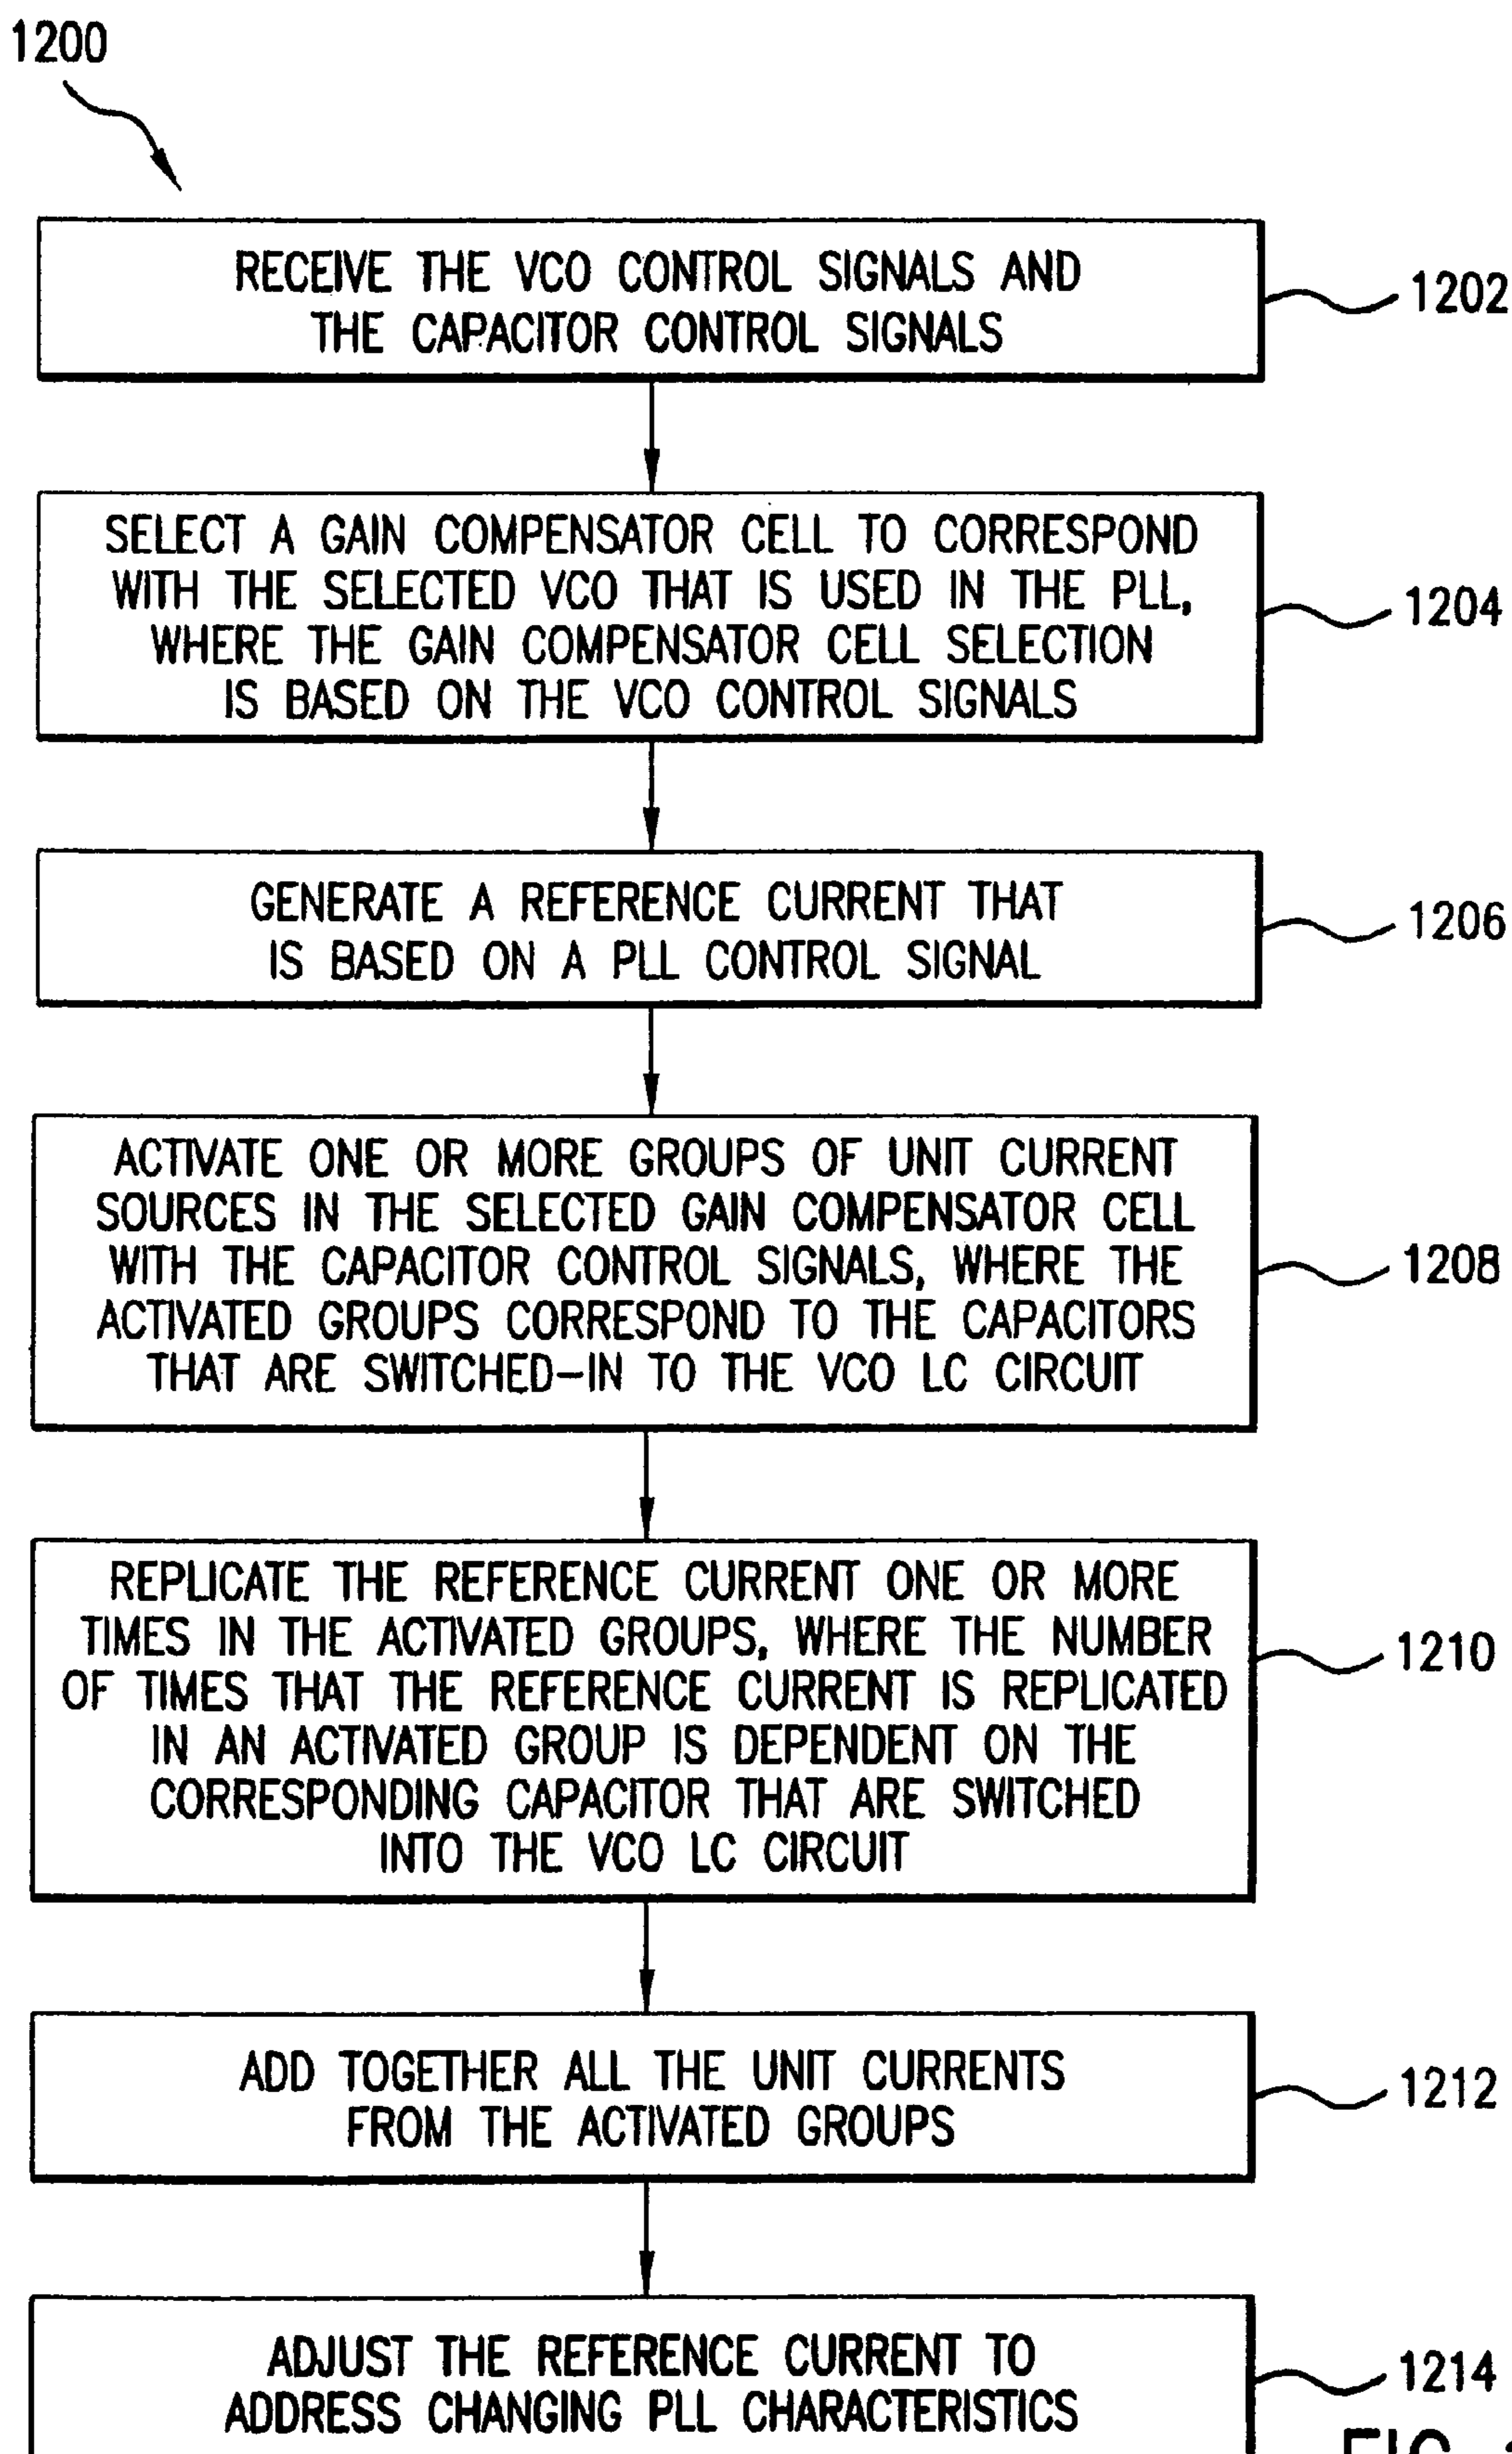 1200
RECEIVE THE VCO CONTROL SIGNALS AND
THE CAPACITOR CONTROL SIGNALS
1202
SELECT A GAIN COMPENSATOR CELL TO CORRESPOND
WITH THE SELECTED VCO THAT IS USED IN THE PLL,
WHERE THE GAIN COMPENSATOR CELL SELECTION
IS BASED ON THE VCO CONTROL SIGNALS
1204
GENERATE A REFERENCE CURRENT THAT
IS BASED ON A PLL CONTROL SIGNAL
1206
ACTIVATE ONE OR MORE GROUPS OF UNIT CURRENT
SOURCES IN THE SELECTED GAIN COMPENSATOR CELL
WITH THE CAPACITOR CONTROL SIGNALS, WHERE THE
ACTIVATED GROUPS CORRESPOND TO THE CAPACITORS
THAT ARE SWITCHED-IN TO THE VCO LC CIRCUIT
1208
REPLICATE THE REFERENCE CURRENT ONE OR MORE
TIMES IN THE ACTIVATED GROUPS, WHERE THE NUMBER
OF TIMES THAT THE REFERENCE CURRENT IS REPLICATED
IN AN ACTIVATED GROUP IS DEPENDENT ON THE
CORRESPONDING CAPACITOR THAT ARE SWITCHED
INTO THE VCO LC CIRCUIT
1210
ADD TOGETHER ALL THE UNIT CURRENTS
FROM THE ACTIVATED GROUPS
1212
ADJUST THE REFERENCE CURRENT TO
ADDRESS CHANGING PLL CHARACTERISTICS
1214